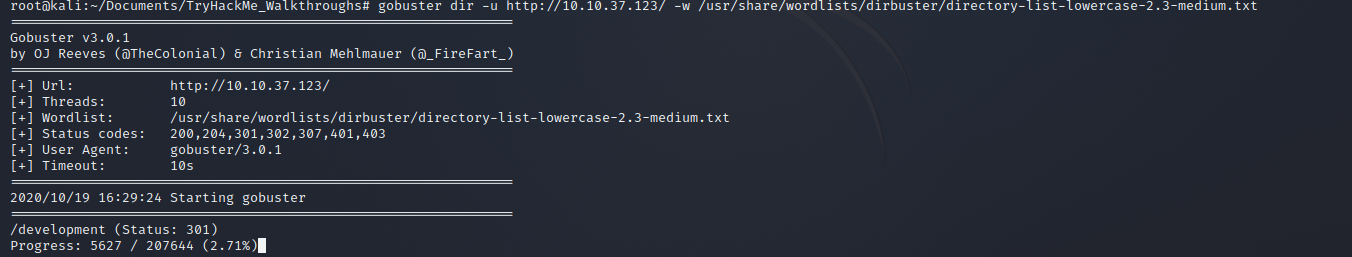 root@kali:~/Documents/TryHackMe_Walkthroughs# gobuster dir -u http://10.10.37.123/ -w /usr/share/wordlists/dirbuster/directory-list-lowercase-2.3-medium.txt
===============================================================
Gobuster v3.0.1
by OJ Reeves (@TheColonial) & Christian Mehlmauer (@_FireFart_)
===============================================================
[+] Url:            http://10.10.37.123/
[+] Threads:        10
[+] Wordlist:       /usr/share/wordlists/dirbuster/directory-list-lowercase-2.3-medium.txt
[+] Status codes:   200,204,301,302,307,401,403
[+] User Agent:     gobuster/3.0.1
[+] Timeout:        10s
===============================================================
2020/10/19 16:29:24 Starting gobuster
===============================================================
/development (Status: 301)
Progress: 5627 / 207644 (2.71%)